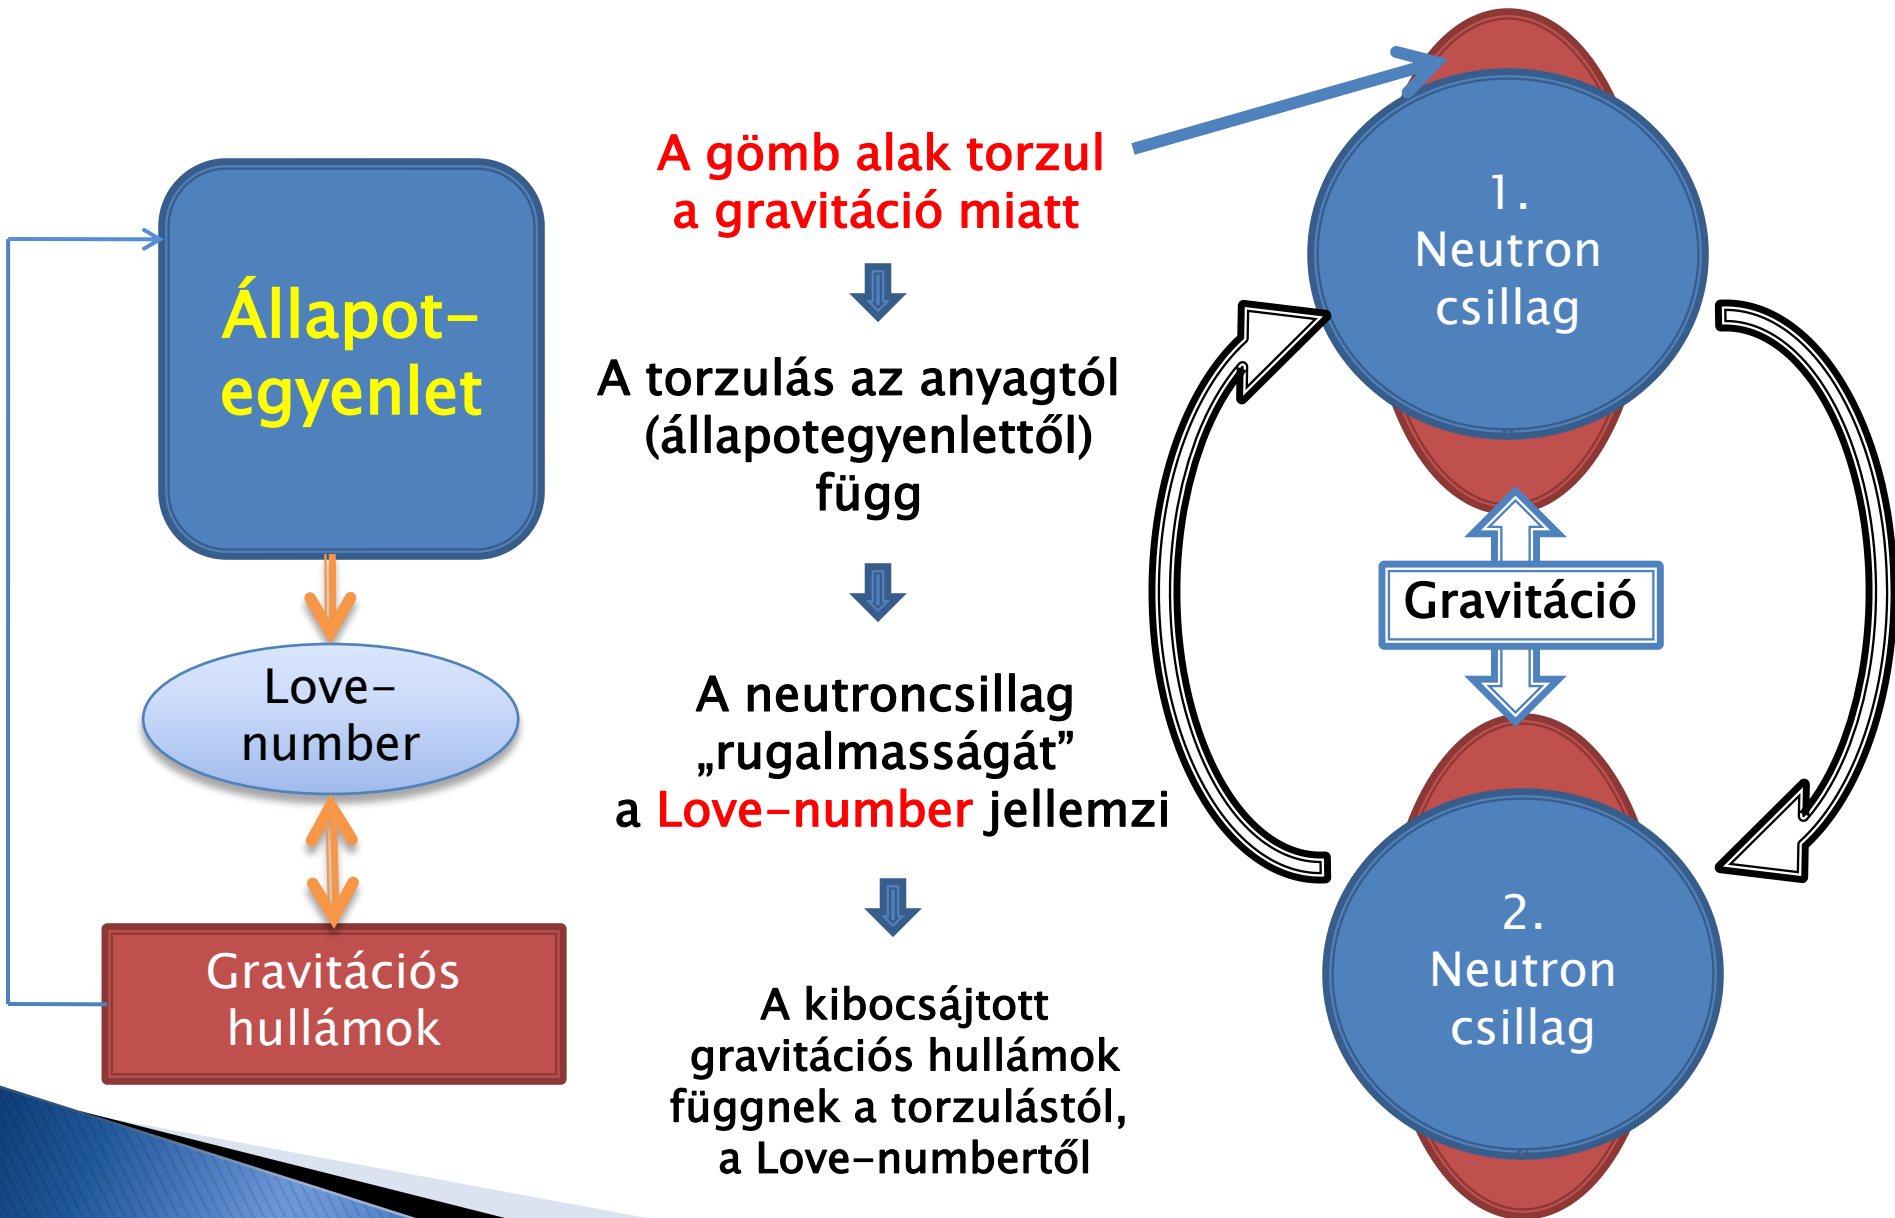 Állapot-
egyenlet
Love-
number
Gravitációs
hullámok
A gömb alak torzul
a gravitáció miatt
A torzulás az anyagtól
(állapotegyenlettől)
függ
A neutroncsillag
„rugalmasságát”
a Love-number jellemzi
A kibocsájtott
gravitációs hullámok
függnek a torzulástól,
a Love-numbertől
1.
Neutron
csillag
Gravitáció
2.
Neutron
csillag